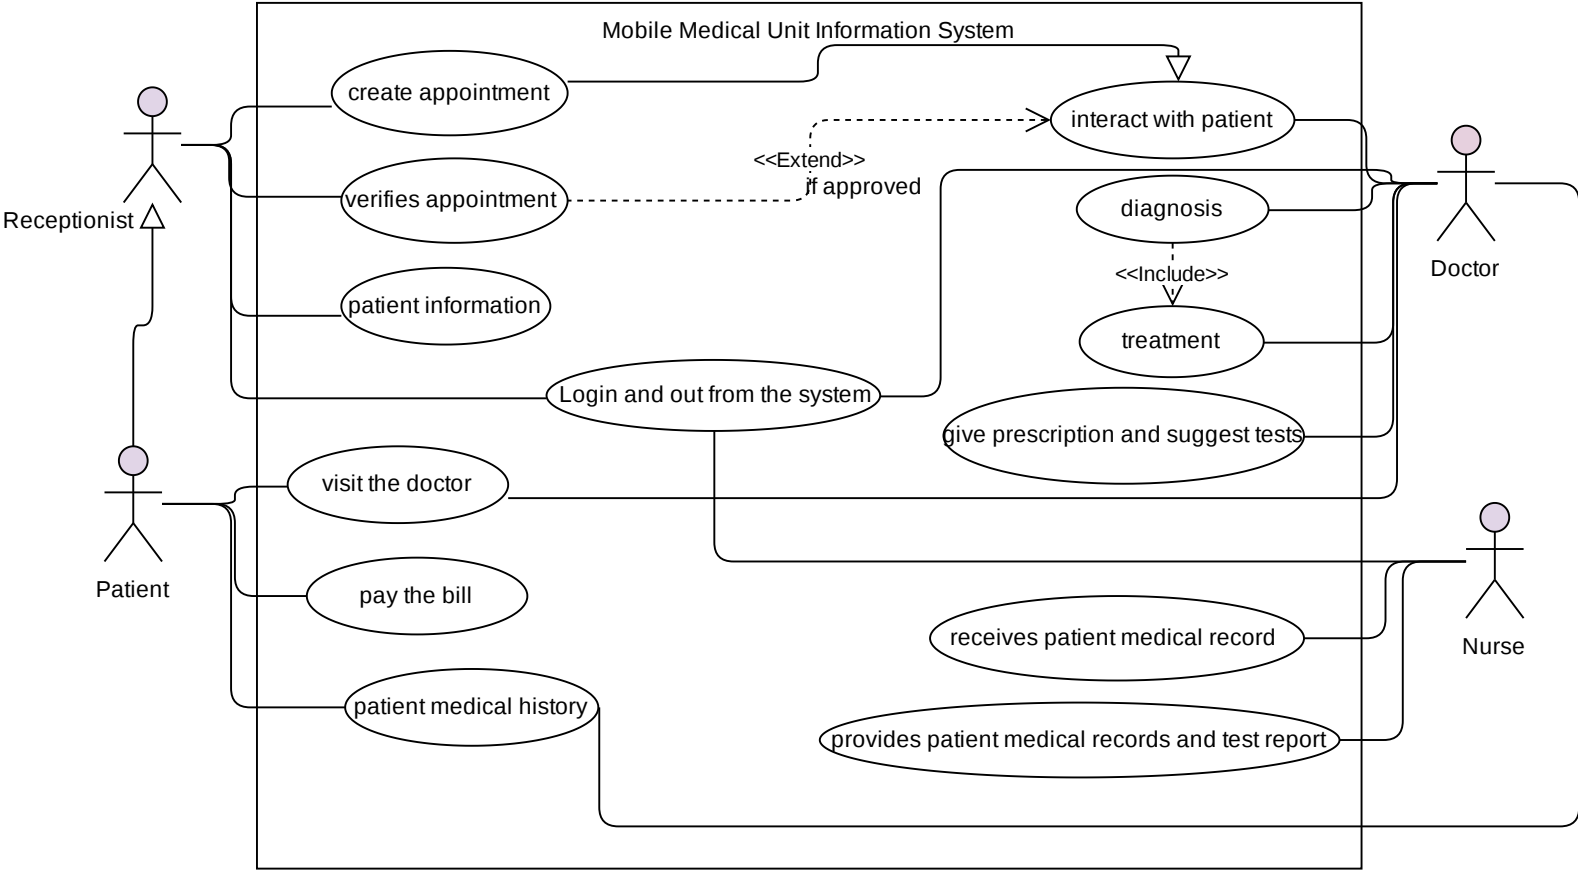 Mobile Medical Unit Information System
create appointment
interact with patient
<<Extend>>
if approved
verifies appointment
diagnosis
Receptionist
Doctor
<<Include>>
patient information
treatment
Login and out from the system
give prescription and suggest tests
visit the doctor
Patient
pay the bill
receives patient medical record
Nurse
patient medical history
provides patient medical records and test report